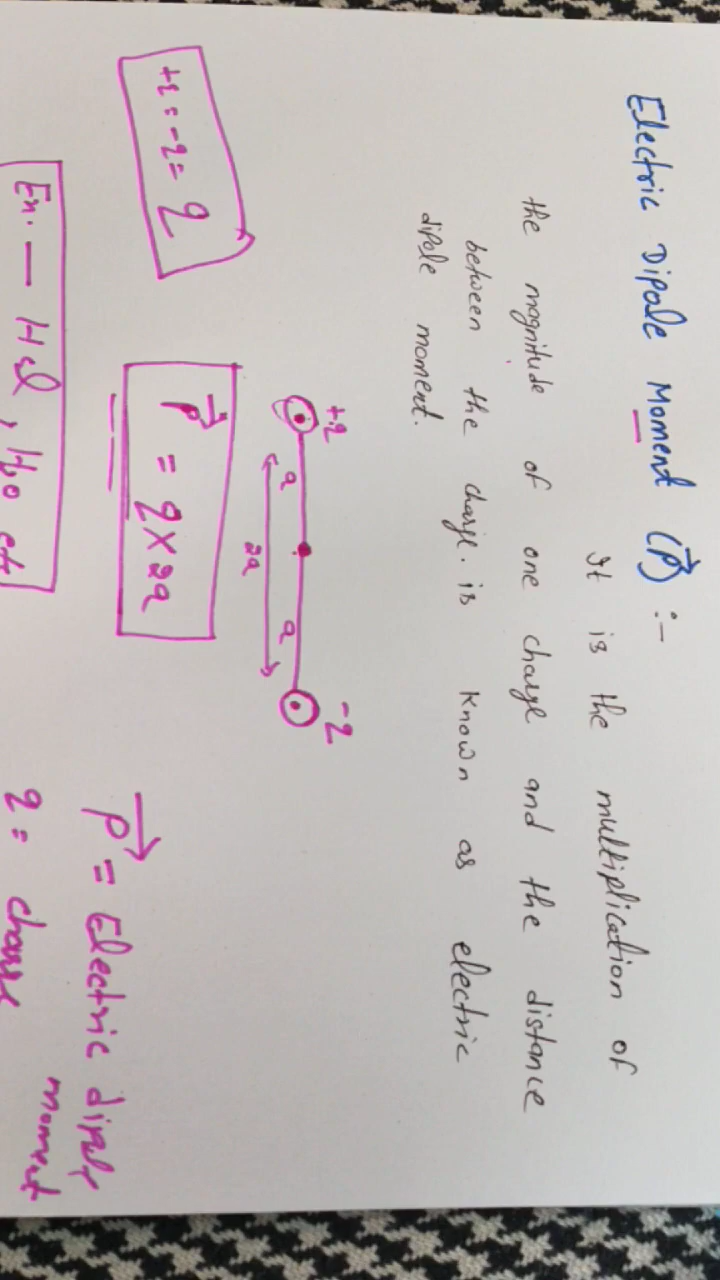 Electric Dipole Moment (P⃗) :-
It is the multiplication of
the magnitude of one charge and the distance
between the charge. is known as electric
dipole moment.
+q -q
a a
2a
+q = -q = q
P⃗ = q×2a
P⃗ = Electric dipole
moment
q = charge
Ex. — Hcl, H2o etc